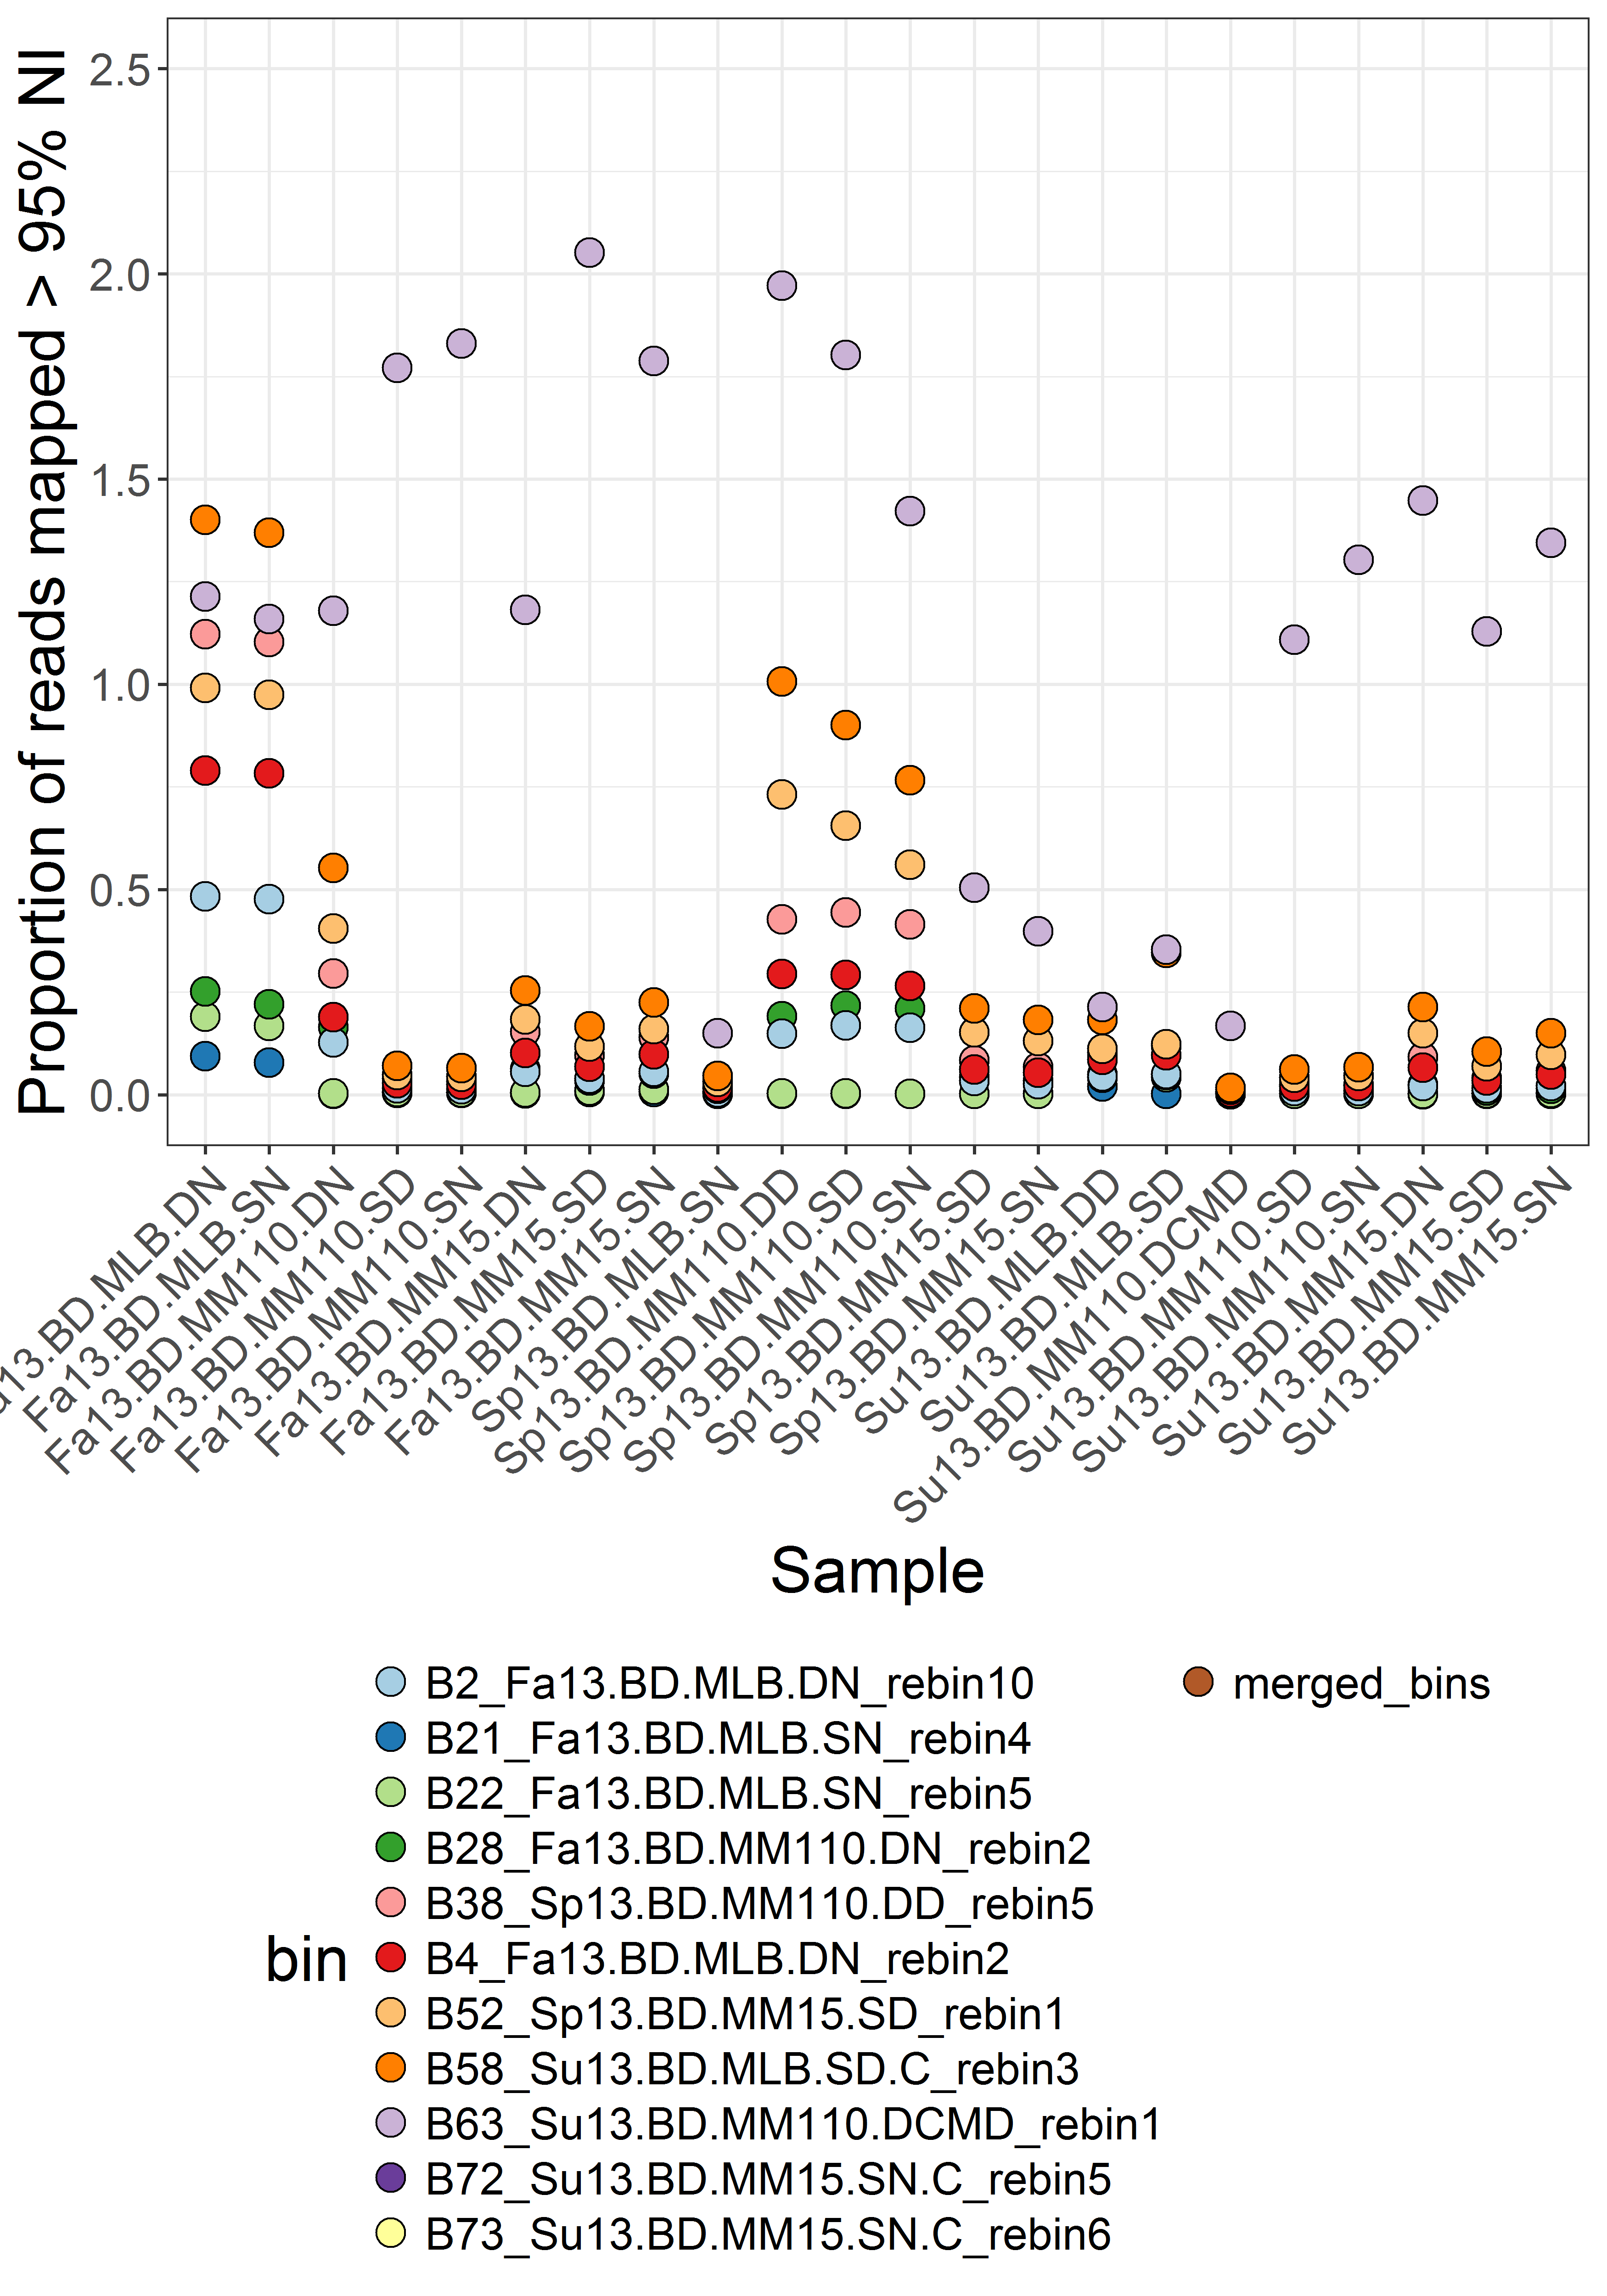 Proportion of reads mapped > 95% NI
2.5
2.0
1.5
1.0
0.5
0.0
a13.BD.MLB.DN
Fa13.BD.MLB.SN
Fa13.BD.MM110.DN
Fa13.BD.MM110.SD
Fa13.BD.MM110.SN
Fa13.BD.MM15.DN
Fa13.BD.MM15.SD
Fa13.BD.MM15.SN
Sp13.BD.MLB.SN
Sp13.BD.MM110.DD
Sp13.BD.MM110.SD
Sp13.BD.MM110.SN
Sp13.BD.MM15.SD
Sp13.BD.MM15.SN
Su13.BD.MLB.DD
Su13.BD.MLB.SD
Su13.BD.MM110.DCMD
Su13.BD.MM110.SD
Su13.BD.MM110.SN
Su13.BD.MM15.DN
Su13.BD.MM15.SD
Su13.BD.MM15.SN
Sample
bin
B2_Fa13.BD.MLB.DN_rebin10
B21_Fa13.BD.MLB.SN_rebin4
B22_Fa13.BD.MLB.SN_rebin5
B28_Fa13.BD.MM110.DN_rebin2
B38_Sp13.BD.MM110.DD_rebin5
B4_Fa13.BD.MLB.DN_rebin2
B52_Sp13.BD.MM15.SD_rebin1
B58_Su13.BD.MLB.SD.C_rebin3
B63_Su13.BD.MM110.DCMD_rebin1
B72_Su13.BD.MM15.SN.C_rebin5
B73_Su13.BD.MM15.SN.C_rebin6
merged_bins